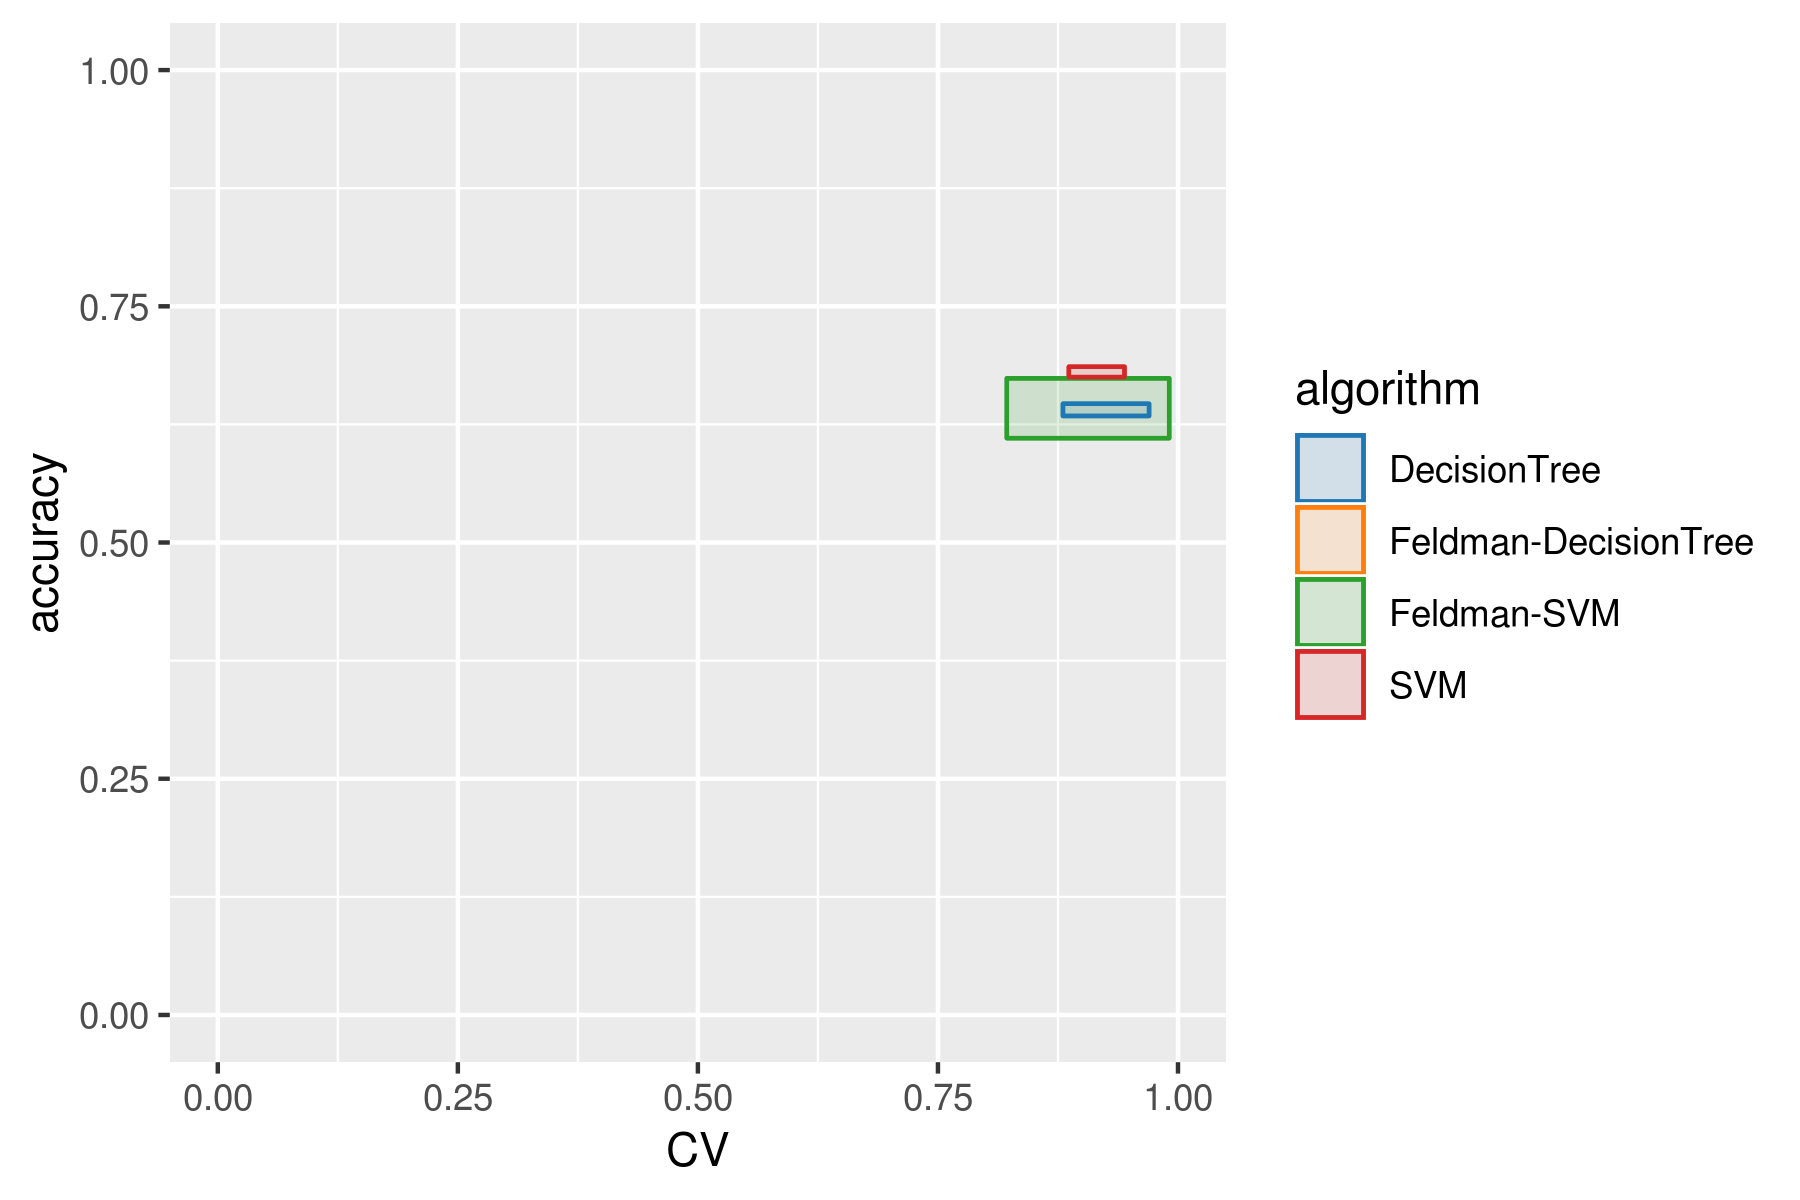 1.00
0.75
0.50
0.25
0.00
accuracy
0.00 0.25 0.50 0.75 1.00
CV
algorithm
DecisionTree
Feldman-DecisionTree
Feldman-SVM
SVM